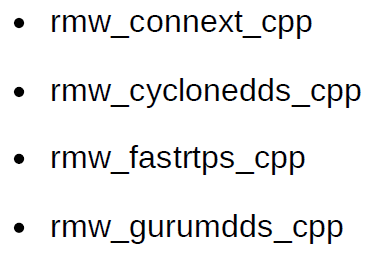 • rmw_connext_cpp
• rmw_cyclonedds_cpp
• rmw_fastrtps_cpp
• rmw_gurumdds_cpp